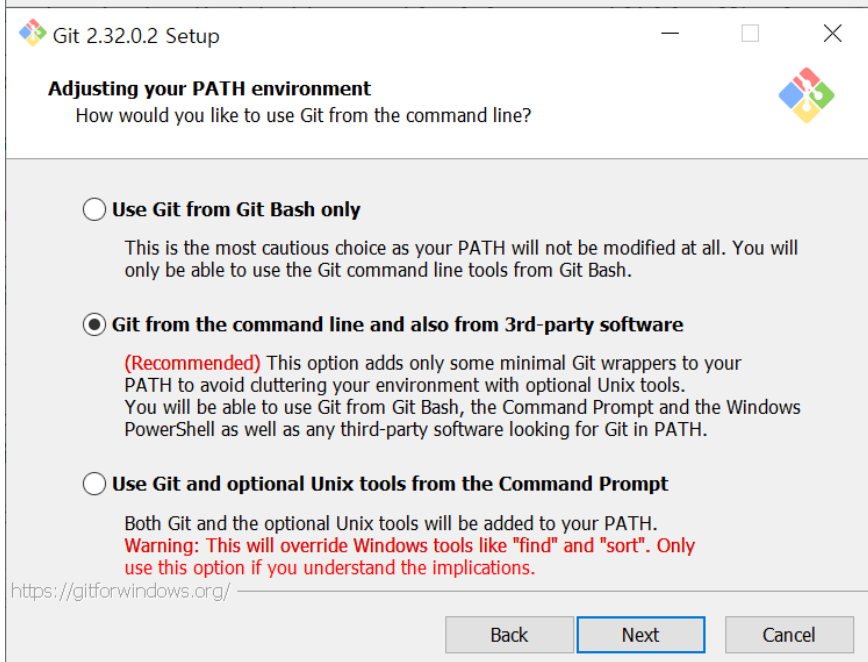 Git 2.32.0.2 Setup
Adjusting your PATH environment
How would you like to use Git from the command line?
Use Git from Git Bash only
This is the most cautious choice as your PATH will not be modified at all. You will
only be able to use the Git command line tools from Git Bash.
Git from the command line and also from 3rd-party software
(Recommended) This option adds only some minimal Git wrappers to your
PATH to avoid cluttering your environment with optional Unix tools.
You will be able to use Git from Git Bash, the Command Prompt and the Windows
PowerShell as well as any third-party software looking for Git in PATH.
Use Git and optional Unix tools from the Command Prompt
Both Git and the optional Unix tools will be added to your PATH.
Warning: This will override Windows tools like "find" and "sort". Only
use this option if you understand the implications.
https://gitforwindows.org/
Back Next Cancel